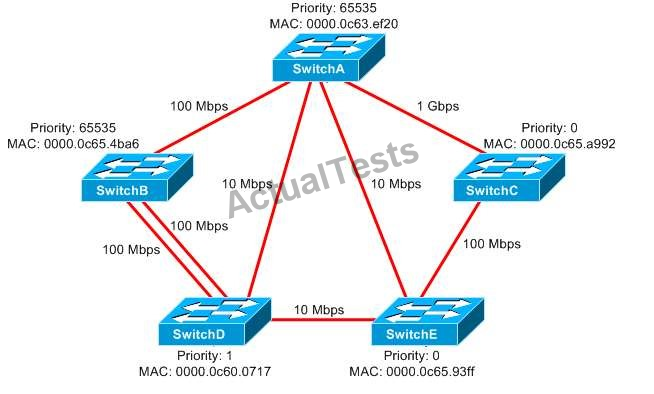 Priority: 65535
MAC: 0000.0c63.ef20
SwitchA
100 Mbps
1 Gbps
Priority: 65535
MAC: 0000.0c65.4ba6
Priority: 0
MAC: 0000.0c65.a992
SwitchB
10 Mbps
10 Mbps
ActualTests
SwitchC
100 Mbps
100 Mbps
100 Mbps
10 Mbps
SwitchD
SwitchE
Priority: 1
MAC: 0000.0c60.0717
Priority: 0
MAC: 0000.0c65.93ff